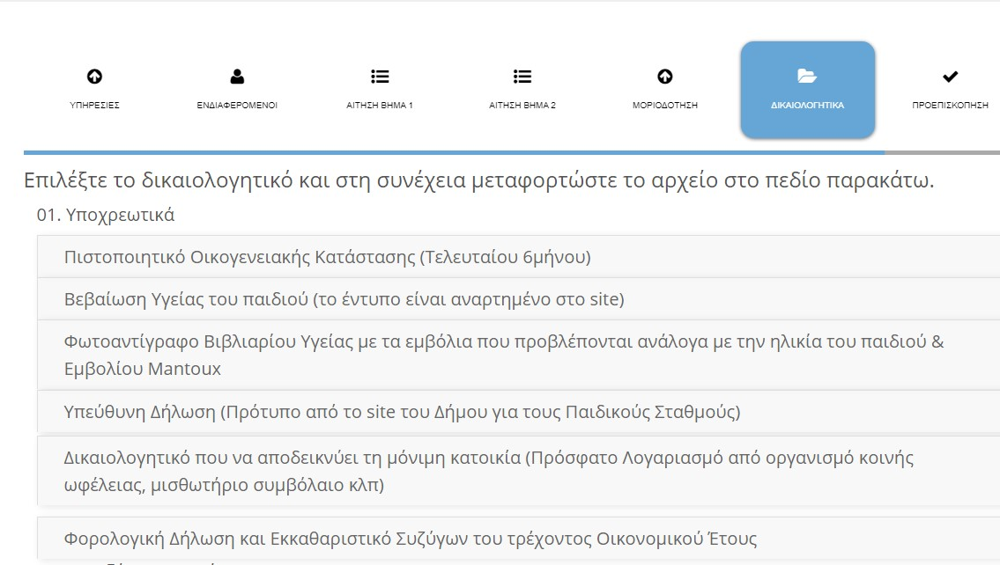 ΥΠΗΡΕΣΙΕΣ
ΕΝΔΙΑΦΕΡΟΜΕΝΟΙ
ΑΙΤΗΣΗ ΒΗΜΑ 1
ΑΙΤΗΣΗ ΒΗΜΑ 2
ΜΟΡΙΟΔΟΤΗΣΗ
ΔΙΚΑΙΟΛΟΓΗΤΙΚΑ
ΠΡΟΕΠΙΣΚΟΠΗΣΗ
Επιλέξτε το δικαιολογητικό και στη συνέχεια μεταφορτώστε το αρχείο στο πεδίο παρακάτω.
01. Υποχρεωτικά
Πιστοποιητικό Οικογενειακής Κατάστασης (Τελευταίου 6μήνου)
Βεβαίωση Υγείας του παιδιού (το έντυπο είναι αναρτημένο στο site)
Φωτοαντίγραφο Βιβλιαρίου Υγείας με τα εμβόλια που προβλέπονται ανάλογα με την ηλικία του παιδιού &
Εμβολίου Mantoux
Υπεύθυνη Δήλωση (Πρότυπο από το site του Δήμου για τους Παιδικούς Σταθμούς)
Δικαιολογητικό που να αποδεικνύει τη μόνιμη κατοικία (Πρόσφατο Λογαριασμό από οργανισμό κοινής
ωφέλειας, μισθωτήριο συμβόλαιο κλπ)
Φορολογική Δήλωση και Εκκαθαριστικό Συζύγων του τρέχοντος Οικονομικού Έτους